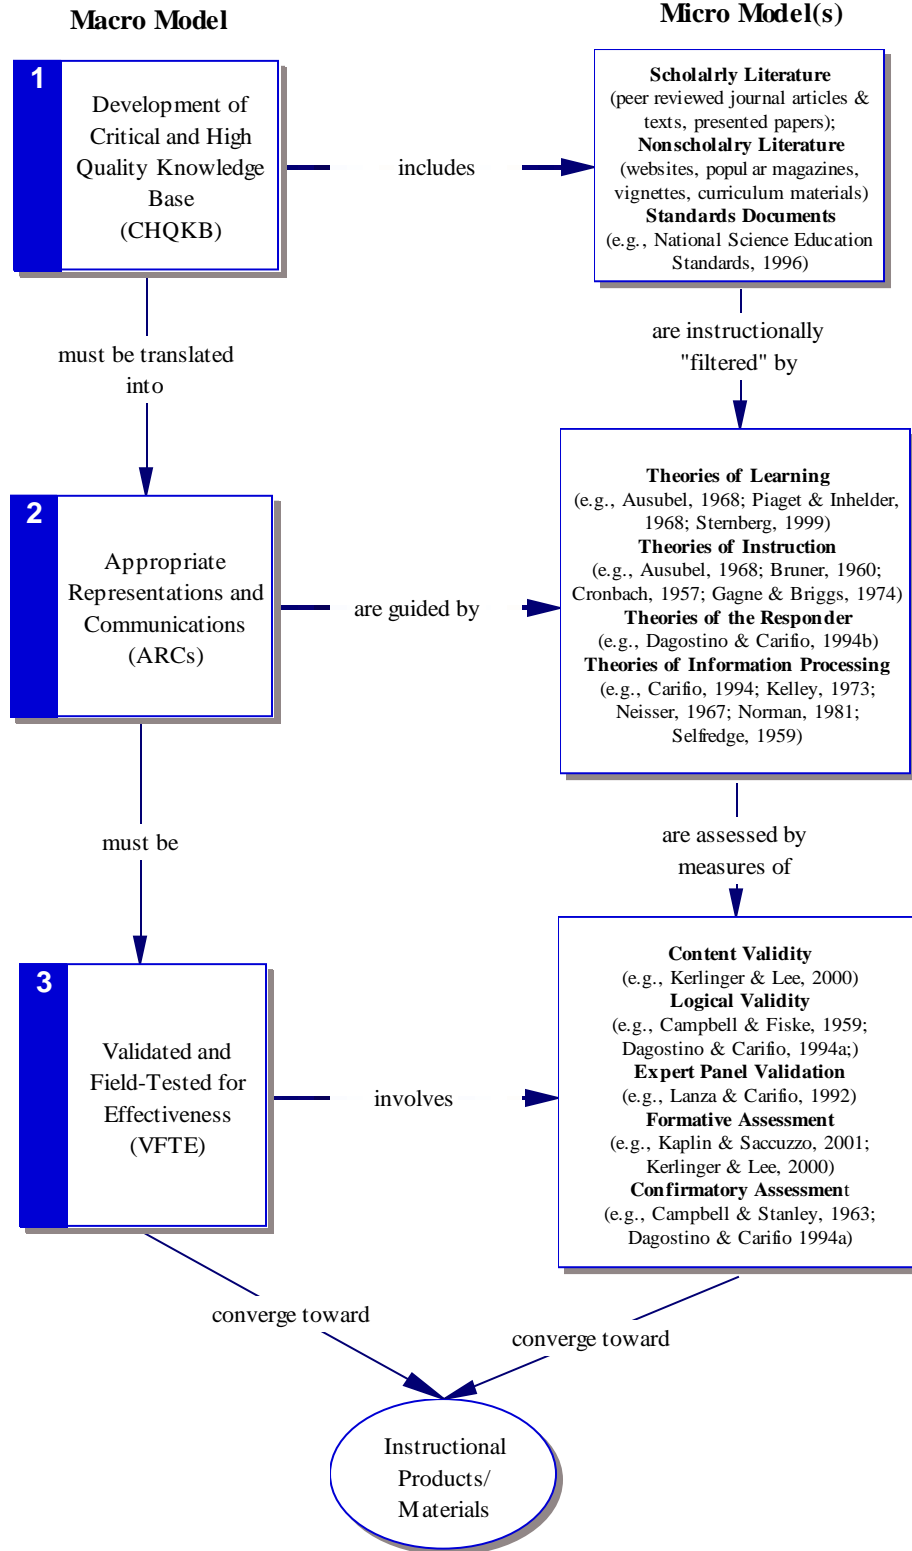 Macro Model
Micro Model(s)
1
Development of
Critical and High
Quality Knowledge
Base
(CHQKB)
includes
Scholalrly Literature
(peer reviewed journal articles &
texts, presented papers);
Nonscholalry Literature
(websites, popular magazines,
vignettes, curriculum materials)
Standards Documents
(e.g., National Science Education
Standards, 1996)
must be translated
into
are instructionally
"filtered" by
2
Appropriate
Representations and
Communications
(ARCs)
are guided by
Theories of Learning
(e.g., Ausubel, 1968; Piaget & Inhelder,
1968; Sternberg, 1999)
Theories of Instruction
(e.g., Ausubel, 1968; Bruner, 1960;
Cronbach, 1957; Gagne & Briggs, 1974)
Theories of the Responder
(e.g., Dagostino & Carifio, 1994b)
Theories of Information Processing
(e.g., Carifio, 1994; Kelley, 1973;
Neisser, 1967; Norman, 1981;
Selfredge, 1959)
must be
are assessed by
measures of
3
Validated and
Field-Tested for
Effectiveness
(VFTE)
involves
Content Validity
(e.g., Kerlinger & Lee, 2000)
Logical Validity
(e.g., Campbell & Fiske, 1959;
Dagostino & Carifio, 1994a;)
Expert Panel Validation
(e.g., Lanza & Carifio, 1992)
Formative Assessment
(e.g., Kaplin & Saccuzzo, 2001;
Kerlinger & Lee, 2000)
Confirmatory Assessment
(e.g., Campbell & Stanley, 1963;
Dagostino & Carifio 1994a)
converge toward
converge toward
Instructional
Products/
Materials